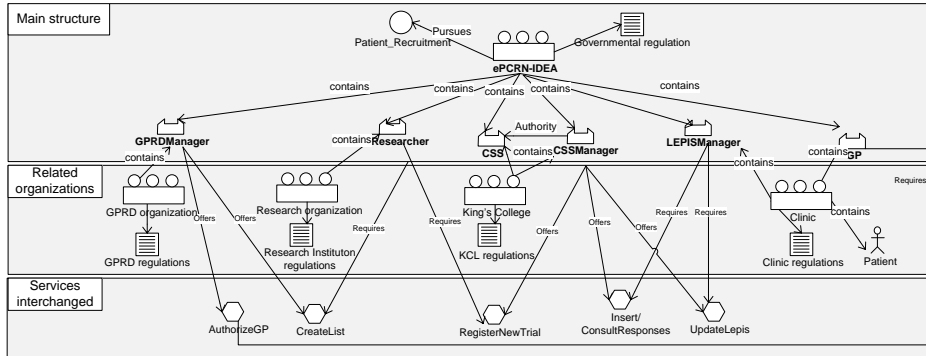 Main structure
Pursues
Patient_Recruitment
Governmental regulation
ePCRN-IDEA
contains
contains
contains
contains
contains
contains
GPRDManager
Researcher
CSS
Authority
CSSManager
LEPISManager
GP
contains
contains
contains
contains
contains
Related
organizations
Requires
GPRD organization
Research organization
King's College
Clinic
contains
GPRD regulations
Research Instituton
regulations
KCL regulations
Clinic regulations
Patient
Offers
Offers
Requires
Requires
Offers
Offers
Offers
Requires
Requires
Services
interchanged
AuthorizeGP
CreateList
RegisterNewTrial
Insert/
ConsultResponses
UpdateLepis